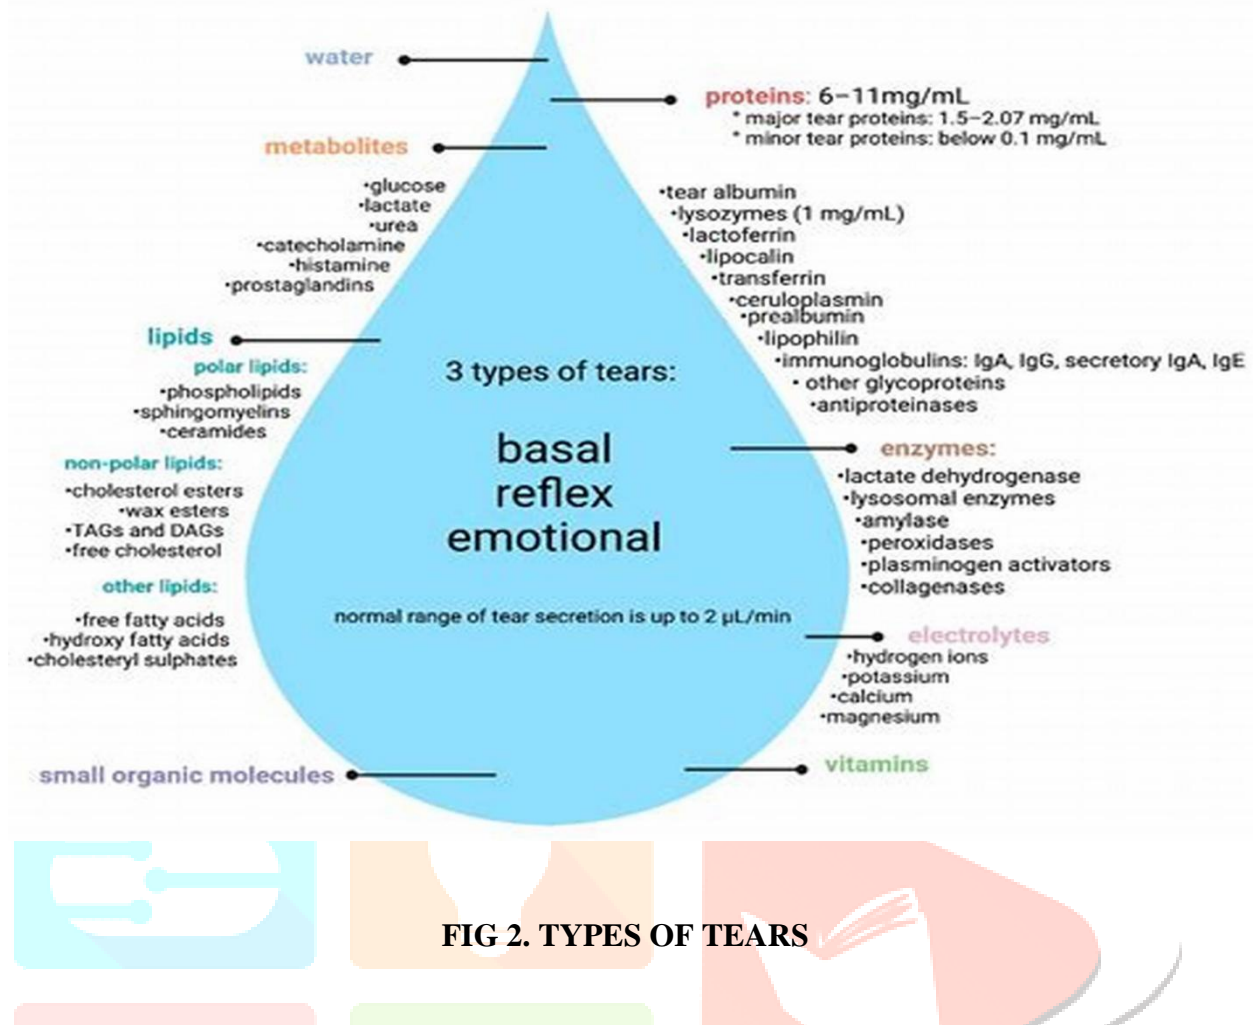 water
proteins: 6–11mg/mL
* major tear proteins: 1.5–2.07 mg/mL
* minor tear proteins: below 0.1 mg/mL
metabolites
•glucose
•lactate
•urea
•catecholamine
•histamine
•prostaglandins
•tear albumin
•lysozymes (1 mg/mL)
•lactoferrin
•lipocalin
•transferrin
•ceruloplasmin
•prealbumin
•lipophilin
•immunoglobulins: IgA, IgG, secretory IgA, IgE
• other glycoproteins
•antiproteinases
lipids
polar lipids:
•phospholipids
•sphingomyelins
•ceramides
non-polar lipids:
•cholesterol esters
•wax esters
•TAGs and DAGs
•free cholesterol
other lipids:
•free fatty acids
•hydroxy fatty acids
•cholesteryl sulphates
3 types of tears:
basal
reflex
emotional
normal range of tear secretion is up to 2 µL/min
enzymes:
•lactate dehydrogenase
•lysosomal enzymes
•amylase
•peroxidases
•plasminogen activators
•collagenases
electrolytes
•hydrogen ions
•potassium
•calcium
•magnesium
small organic molecules
vitamins
FIG 2. TYPES OF TEARS